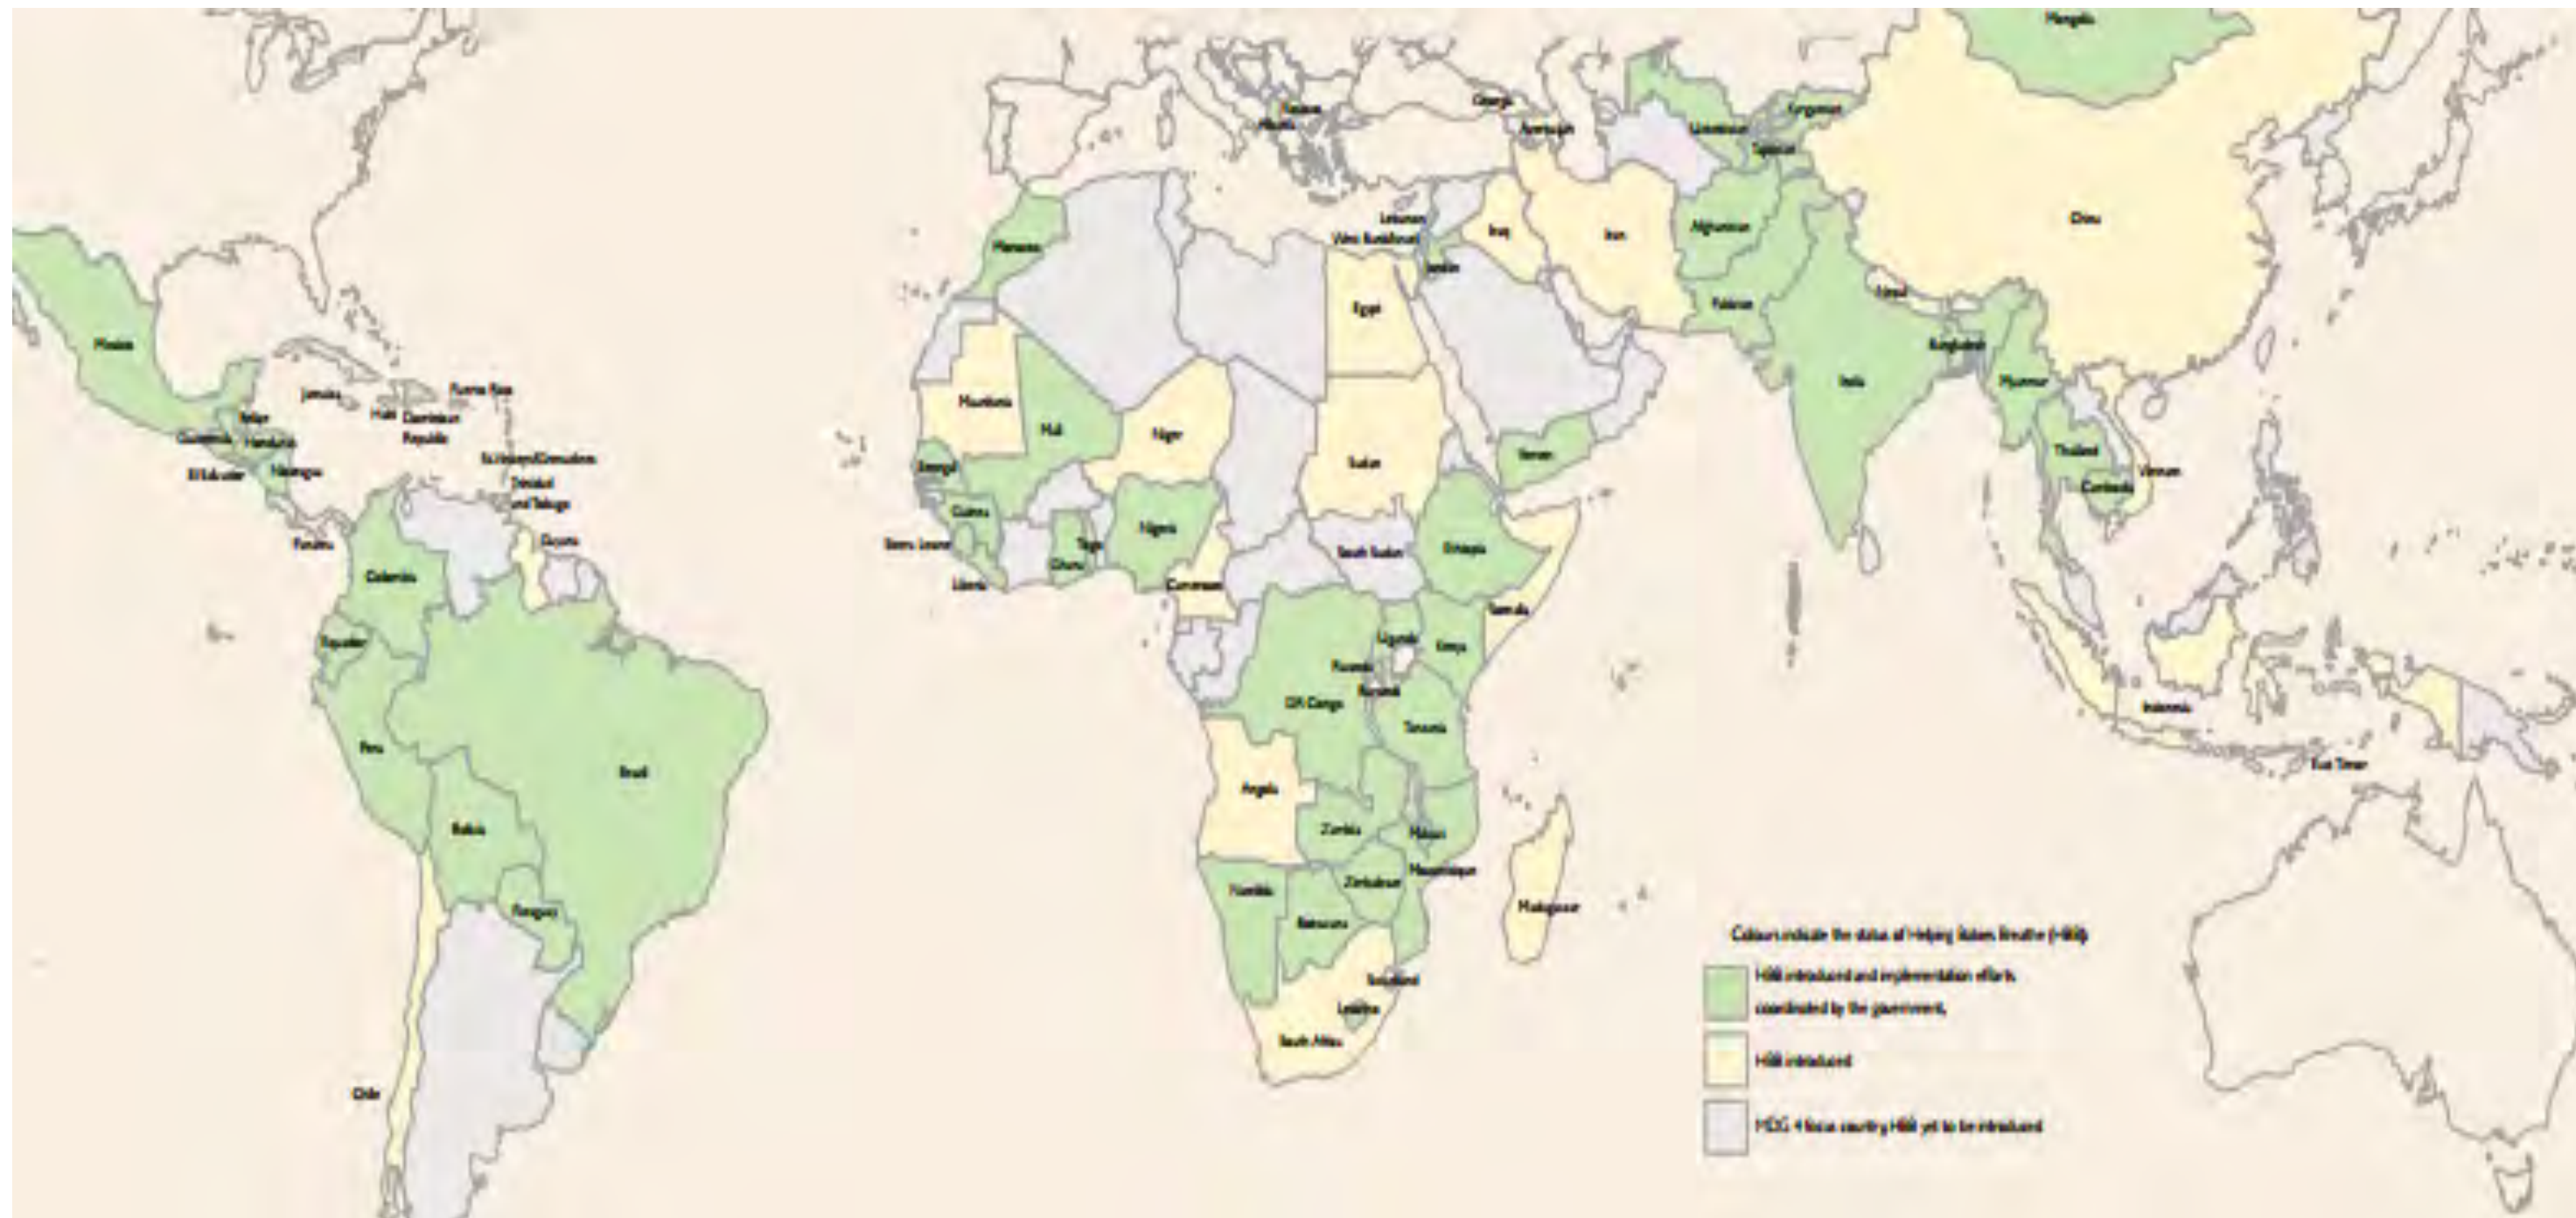 Mongolia
Kosovo
Albania
Georgia
Azerbaijan
Uzbekistan
Kyrgyzstan
Tajikistan
China
Lebanon
West Bank/Israel
Iraq
Iran
Afghanistan
Morocco
Jordan
Nepal
Pakistan
Egypt
Mexico
Bangladesh
India
Myanmar
Jamaica
Haiti
Dominican
Republic
Puerto Rico
Mauritania
Mali
Niger
Belize
Guatemala
Honduras
El Salvador
Nicaragua
Senegal
Sudan
Yemen
Thailand
Vietnam
Cambodia
St. Vincent/Grenadines
Trinidad
and Tobago
Panama
Guyana
Guinea
Sierra Leone
Liberia
Togo
Ghana
Nigeria
Cameroon
South Sudan
Ethiopia
Somalia
Colombia
Ecuador
Uganda
Kenya
Rwanda
Burundi
DR Congo
Tanzania
Indonesia
East Timor
Peru
Brazil
Bolivia
Angola
Zambia
Malawi
Mozambique
Zimbabwe
Namibia
Botswana
Madagascar
Paraguay
Swaziland
Lesotho
South Africa
Chile
Colours indicate the status of Helping Babies Breathe (HBB)
HBB introduced and implementation efforts
coordinated by the government.
HBB introduced
MDG 4 focus country, HBB yet to be introduced